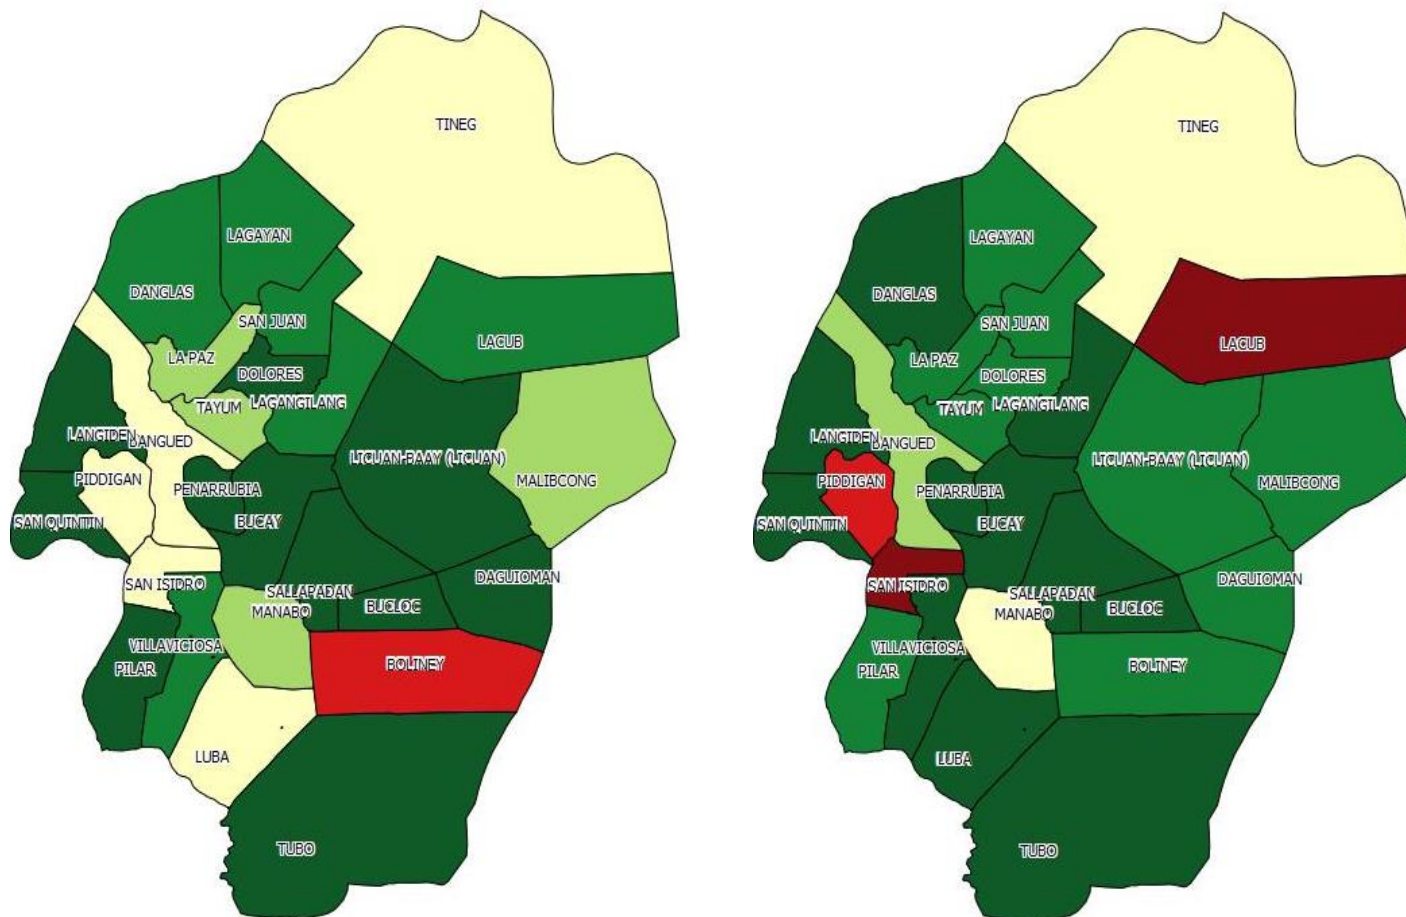 TINEG
LAGAYAN
DANGLAS
SAN JUAN
LACUB
LA PAZ
DOLORES
TAYUM
LAGANGILANG
LANGIDEN
BANGUED
LICUAN-BAAY (LICUAN)
PIDDIGAN
MALIBCONG
PENARRUBIA
SAN QUINTIN
BUCAY
DAGUIOMAN
SAN ISIDRO
SALLAPADAN
BUCLOC
MANABO
VILLAVICIOSA
BOLINEY
PILAR
LUBA
TUBO
TINEG
LAGAYAN
DANGLAS
SAN JUAN
LACUB
LA PAZ
DOLORES
TAYUM
LAGANGILANG
LANGIDEN
BANGUED
LICUAN-BAAY (LICUAN)
PIDDIGAN
MALIBCONG
PENARRUBIA
SAN QUINTIN
BUCAY
DAGUIOMAN
SAN ISIDRO
SALLAPADAN
BUCLOC
MANABO
VILLAVICIOSA
BOLINEY
PILAR
LUBA
TUBO